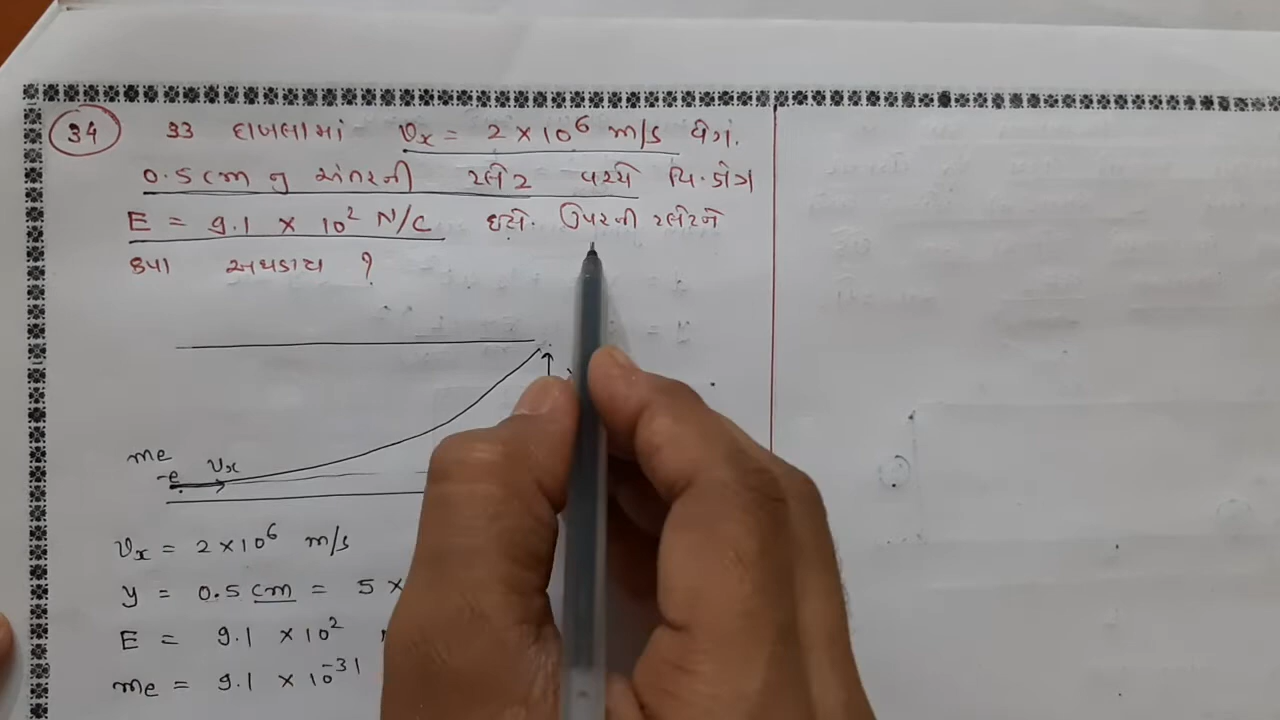 34 33 દાખલામાં vx = 2 × 10⁶ m/s વેગ.
0.5 cm નુ અંતરની પ્લેટ વચ્ચે વિ.ક્ષેત્ર
E = 9.1 × 10² N/C હશે. ઉપરની પ્લેટને
કયા અથડાય ?
me
-e vx
vx = 2 × 10⁶ m/s
y = 0.5 cm = 5 ×
E = 9.1 × 10²
me = 9.1 × 10⁻³¹